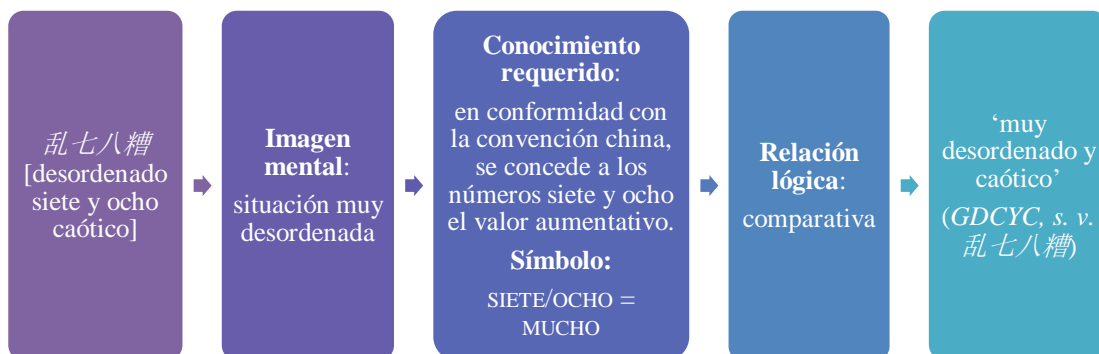 乱七八糟
[desordenado
siete y ocho
caótico]
Imagen
mental:
situación muy
desordenada
Conocimiento
requerido:
en conformidad con
la convención china,
se concede a los
números siete y ocho
el valor aumentativo.
Símbolo:
SIETE/OCHO =
MUCHO
Relación
lógica:
comparativa
‘muy
desordenado y
caótico’
(GDCYC, s. v.
乱七八糟)